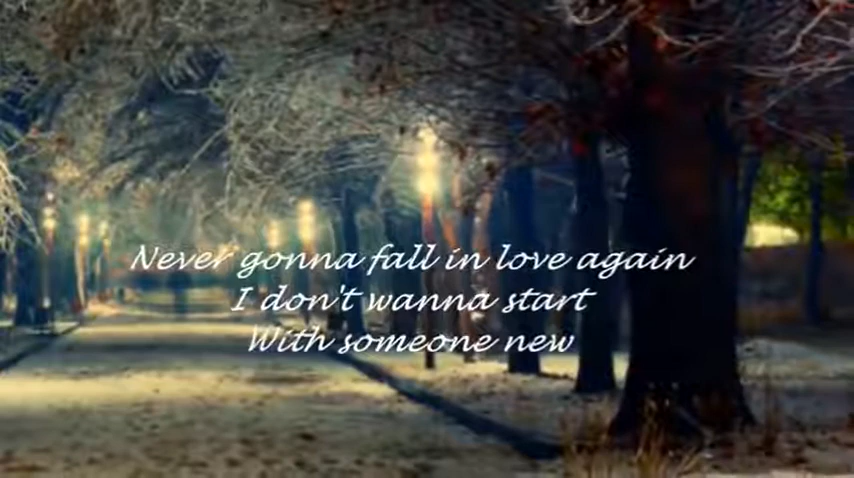 Never gonna fall in love again
I don't wanna start
With someone new